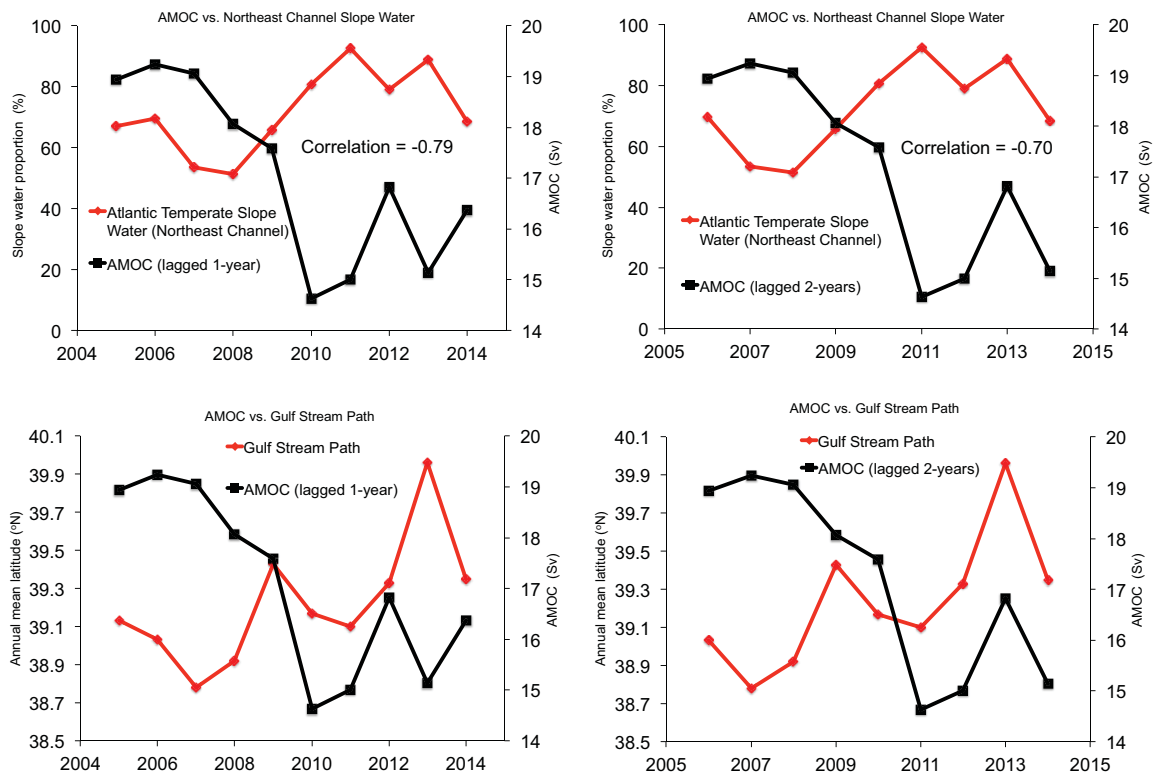 AMOC vs. Northeast Channel Slope Water
100
80
60
40
20
0
Slope water proportion (%)
20
19
18
17
16
15
14
AMOC (Sv)
Correlation = -0.79
Atlantic Temperate Slope
Water (Northeast Channel)
AMOC (lagged 1-year)
2004 2006 2008 2010 2012 2014
AMOC vs. Northeast Channel Slope Water
100
80
60
40
20
0
Slope water proportion (%)
20
19
18
17
16
15
14
AMOC (Sv)
Correlation = -0.70
Atlantic Temperate Slope
Water (Northeast Channel)
AMOC (lagged 2-years)
2005 2007 2009 2011 2013 2015
AMOC vs. Gulf Stream Path
40.1
39.9
39.7
39.5
39.3
39.1
38.9
38.7
38.5
Annual mean latitude (°N)
20
19
18
17
16
15
14
AMOC (Sv)
Gulf Stream Path
AMOC (lagged 1-year)
2004 2006 2008 2010 2012 2014
AMOC vs. Gulf Stream Path
40.1
39.9
39.7
39.5
39.3
39.1
38.9
38.7
38.5
Annual mean latitude (°N)
20
19
18
17
16
15
14
AMOC (Sv)
Gulf Stream Path
AMOC (lagged 2-years)
2005 2007 2009 2011 2013 2015